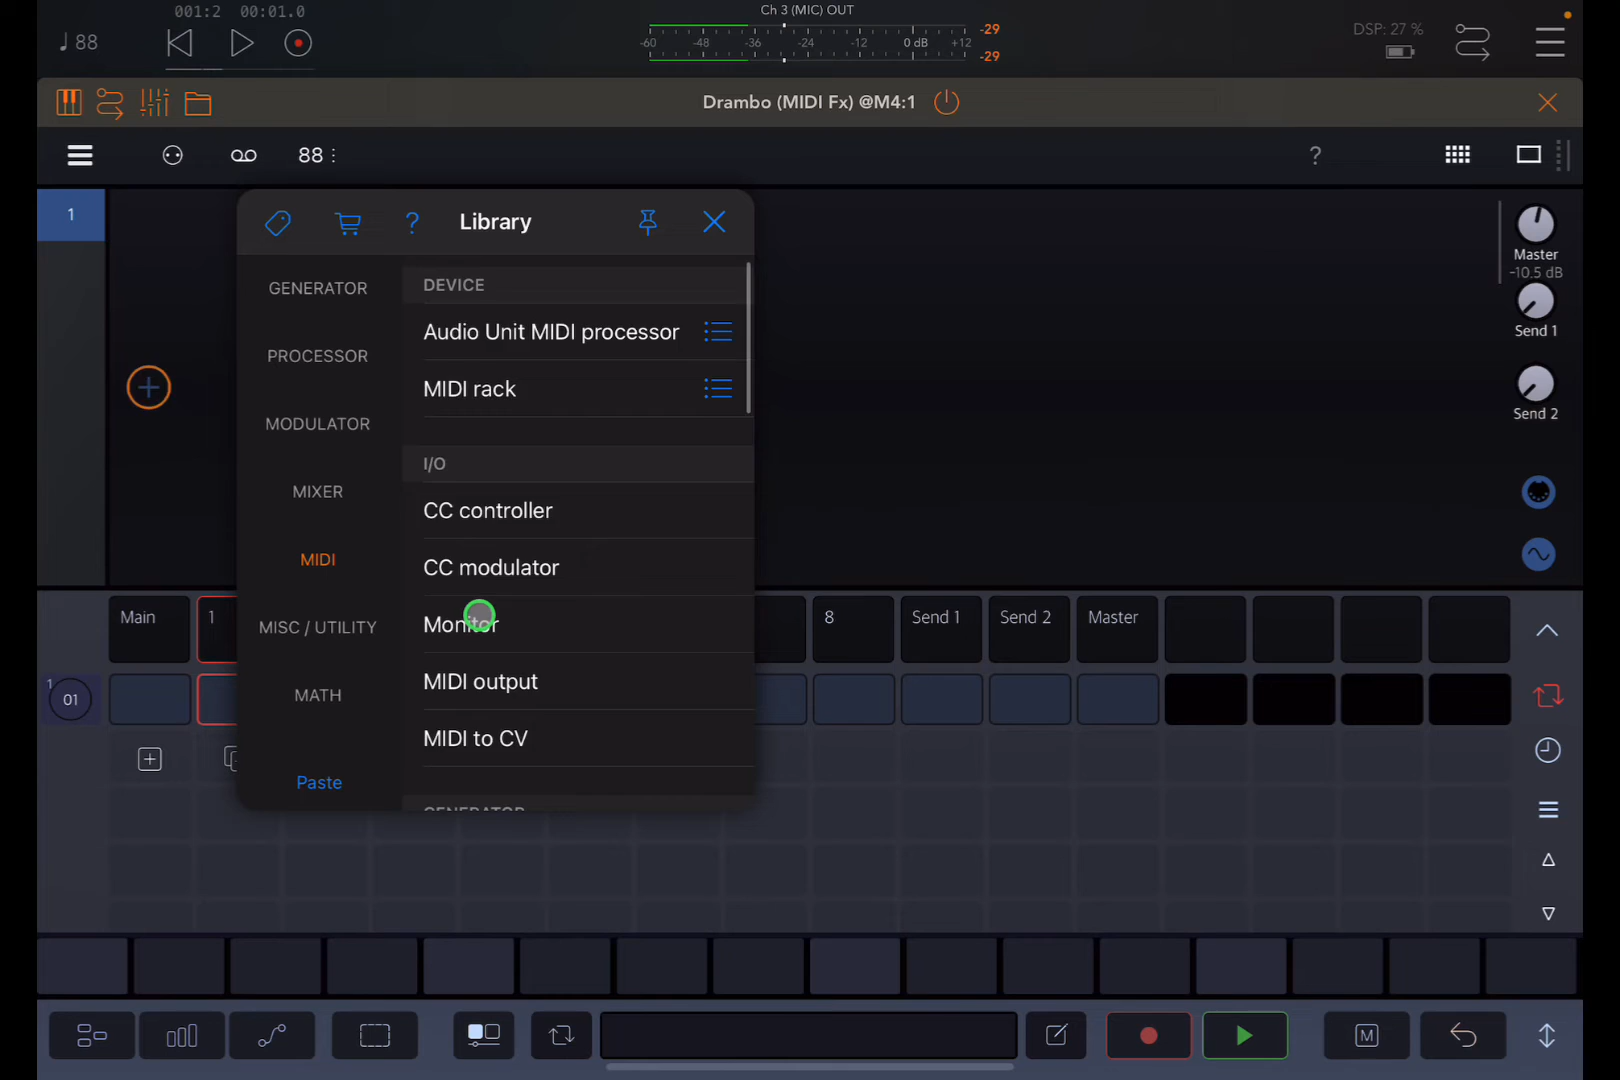 001:2 00:01.0
Ch 3 (MIC) OUT
♩ 88
-60 -48 -36 -24 -12 0 dB +12
-29
-29
DSP: 27 %
Drambo (MIDI Fx) @M4:1
88
?
1
? Library
GENERATOR
PROCESSOR
MODULATOR
MIXER
MIDI
MISC / UTILITY
MATH
Paste
DEVICE
Audio Unit MIDI processor
MIDI rack
I/O
CC controller
CC modulator
Monitor
MIDI output
MIDI to CV
Master
-10.5 dB
Send 1
Send 2
Main 1 8 Send 1 Send 2 Master
1
01
M